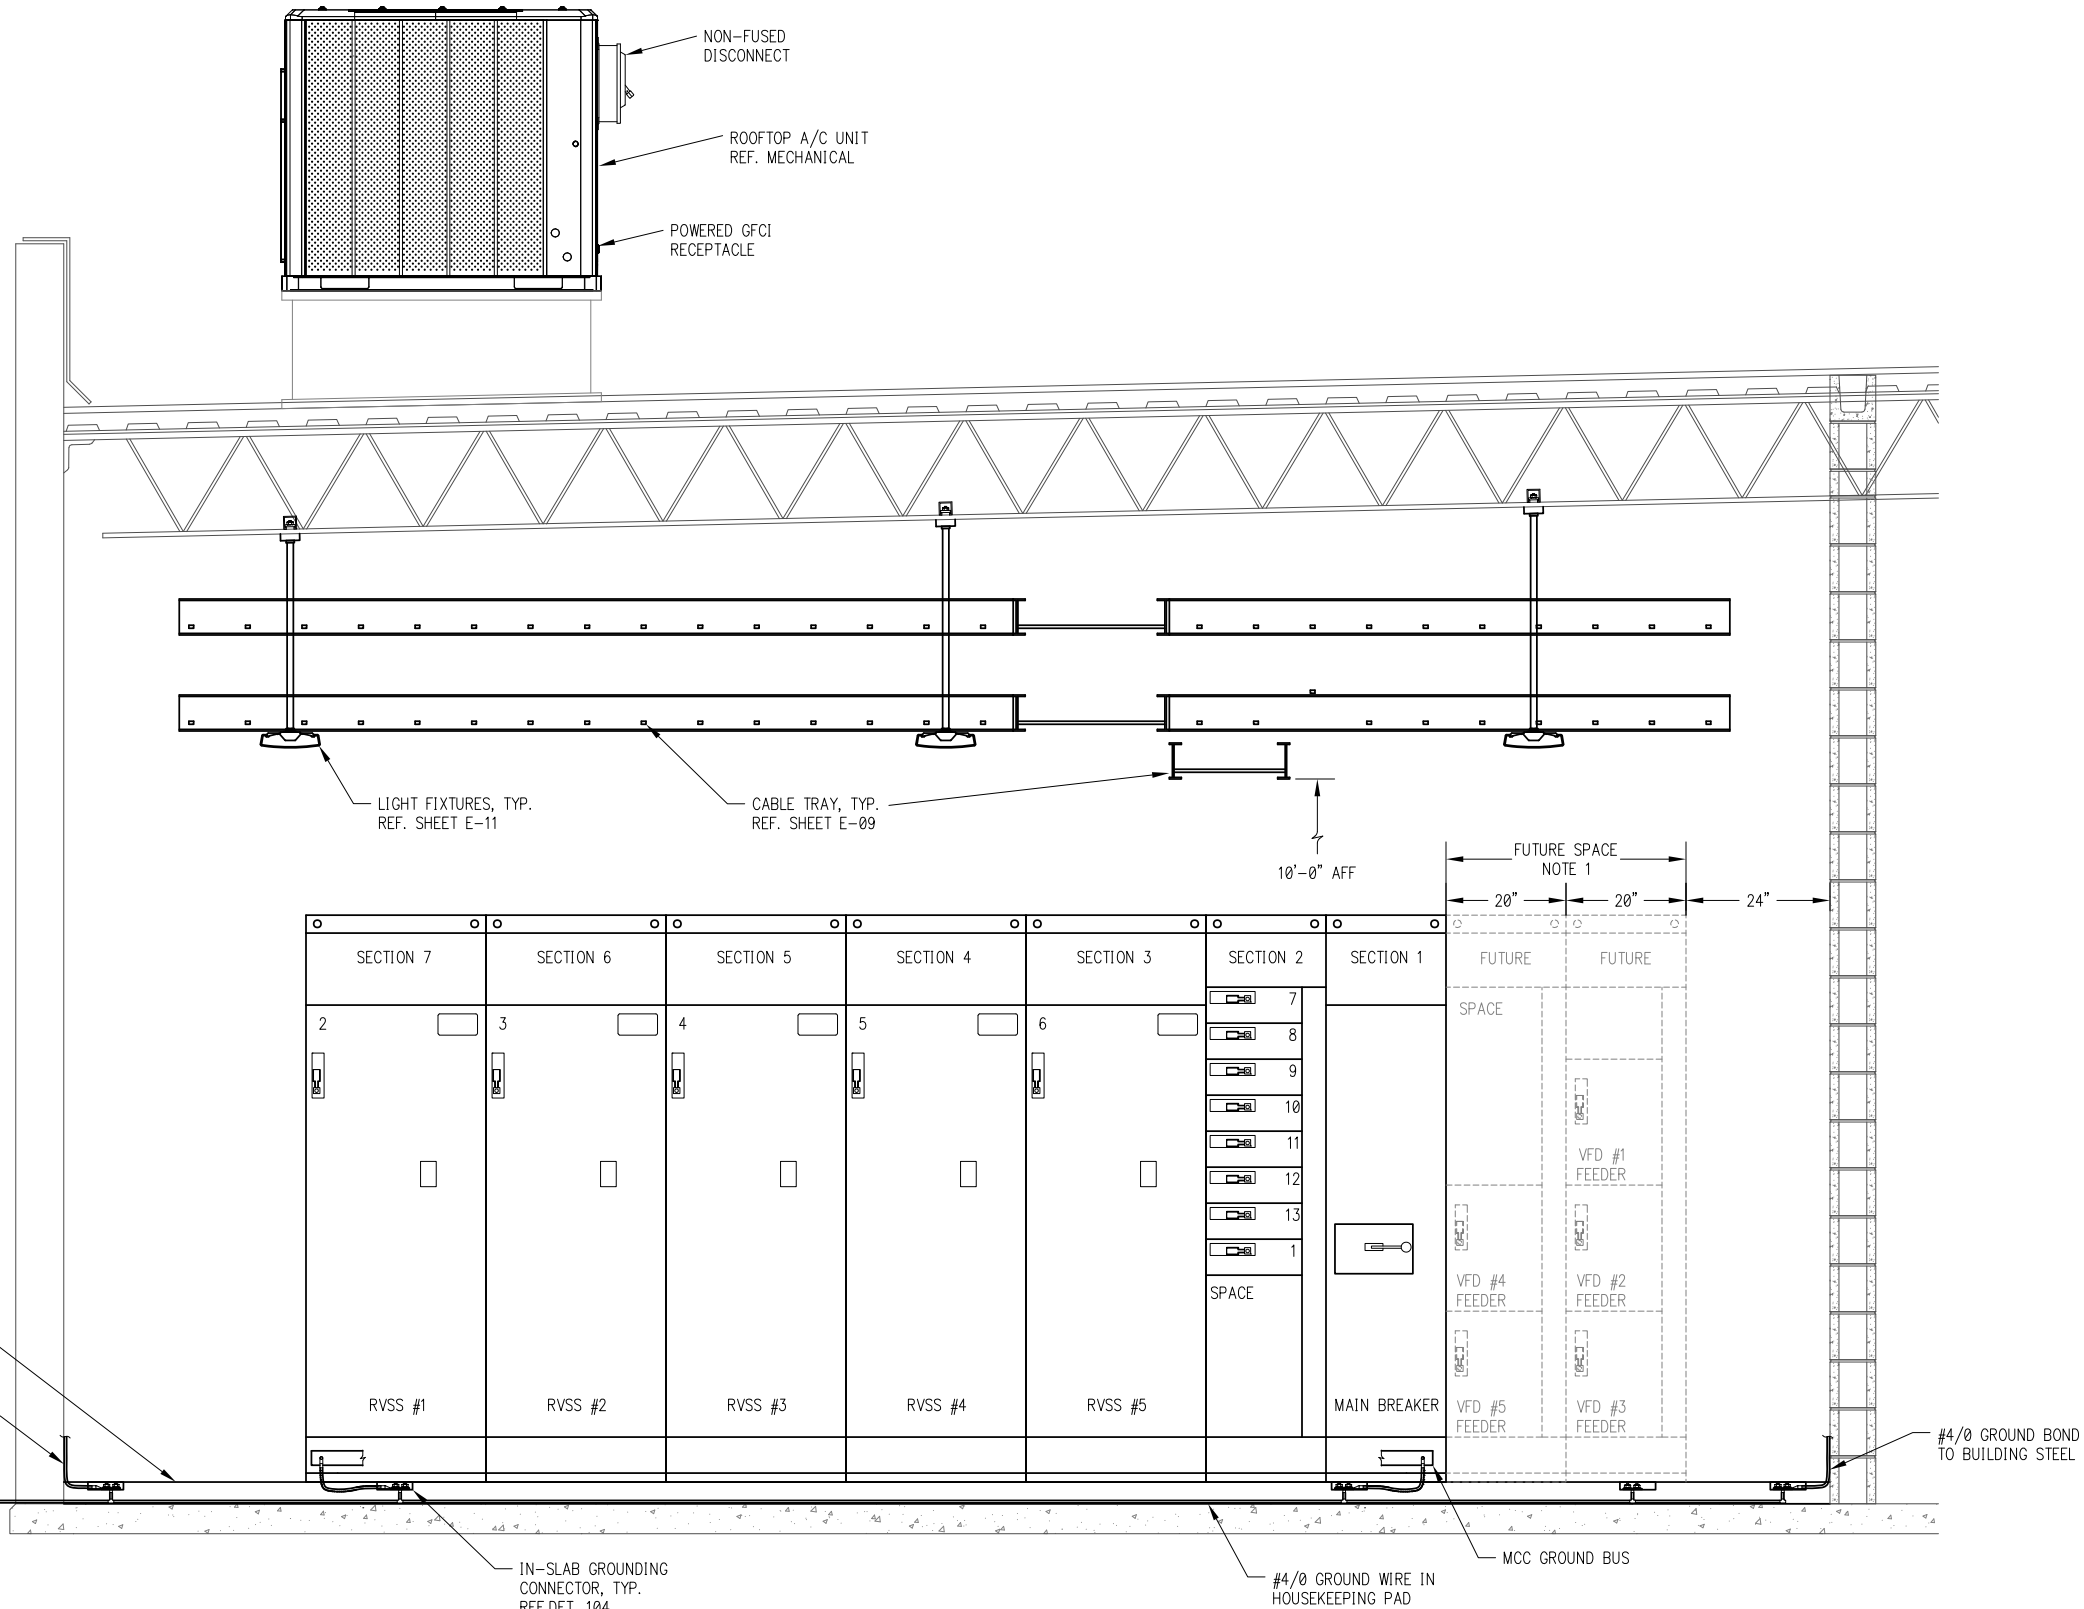 NON-FUSED
DISCONNECT
ROOFTOP A/C UNIT
REF. MECHANICAL
POWERED GFCI
RECEPTACLE
LIGHT FIXTURES, TYP.
REF. SHEET E-11
CABLE TRAY, TYP.
REF. SHEET E-09
10'-0" AFF
FUTURE SPACE
NOTE 1
20"
20"
24"
SECTION 7
SECTION 6
SECTION 5
SECTION 4
SECTION 3
SECTION 2
SECTION 1
FUTURE
FUTURE
2
3
4
5
6
7
8
9
10
11
12
13
1
SPACE
SPACE
VFD #1
FEEDER
VFD #4
FEEDER
VFD #2
FEEDER
VFD #5
FEEDER
VFD #3
FEEDER
RVSS #1
RVSS #2
RVSS #3
RVSS #4
RVSS #5
MAIN BREAKER
#4/0 GROUND BOND
TO BUILDING STEEL
MCC GROUND BUS
IN-SLAB GROUNDING
CONNECTOR, TYP.
REF.DET. 104
#4/0 GROUND WIRE IN
HOUSEKEEPING PAD